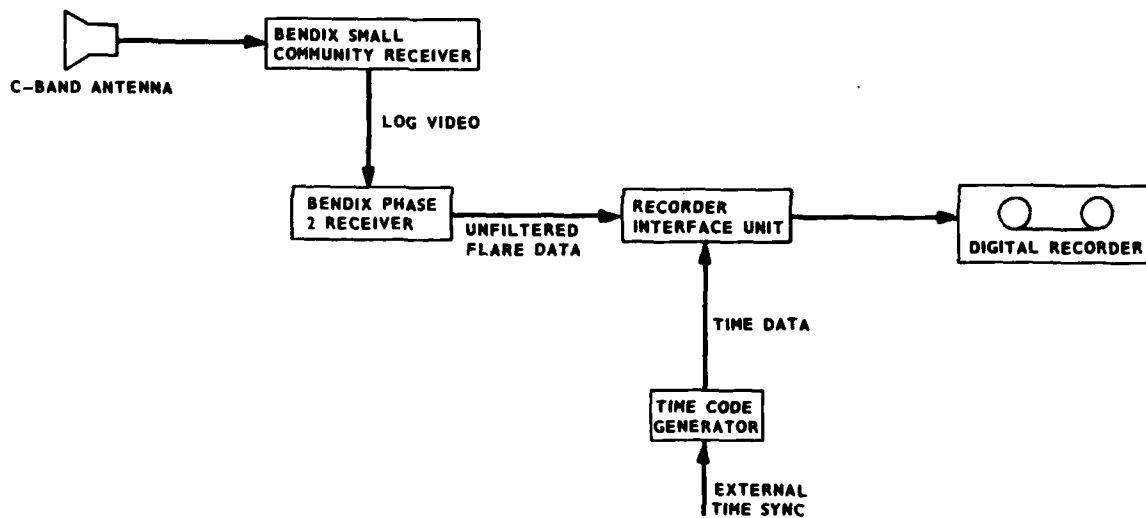 BENDIX SMALL
COMMUNITY RECEIVER
C-BAND ANTENNA
LOG VIDEO
BENDIX PHASE
2 RECEIVER
UNFILTERED
FLARE DATA
RECORDER
INTERFACE UNIT
DIGITAL RECORDER
TIME DATA
TIME CODE
GENERATOR
EXTERNAL
TIME SYNC